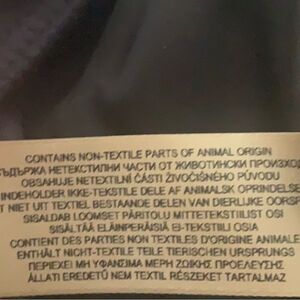 CONTAINS NON-TEXTILE PARTS OF ANIMAL ORIGIN
СЪДЪРЖА НЕТЕКСТИЛНИ ЧАСТИ ОТ ЖИВОТИНСКИ ПРОИЗХОД
OBSAHUJE NETEXTILNÍ ČÁSTI ŽIVOČIŠNÉHO PŮVODU
INDEHOLDER IKKE-TEKSTILE DELE AF ANIMALSK OPRINDELSE
T NIET UIT TEXTIEL BESTAANDE DELEN VAN DIERLIJKE OORSP
SISALDAB LOOMSET PÄRITOLU MITTETEKSTIILIST OSI
SISÄLTÄÄ ELÄINPERÄISIÄ EI-TEKSTIILI OSIA
CONTIENT DES PARTIES NON TEXTILES D'ORIGINE ANIMALE
ENTHÄLT NICHT-TEXTILE TEILE TIERISCHEN URSPRUNGS
ΠΕΡΙΕΧΕΙ ΜΗ ΥΦΑΝΣΙΜΑ ΜΕΡΗ ΖΩΙΚΗΣ ΠΡΟΕΛΕΥΣΗΣ
ÁLLATI EREDETŰ NEM TEXTIL RÉSZEKET TARTALMAZ